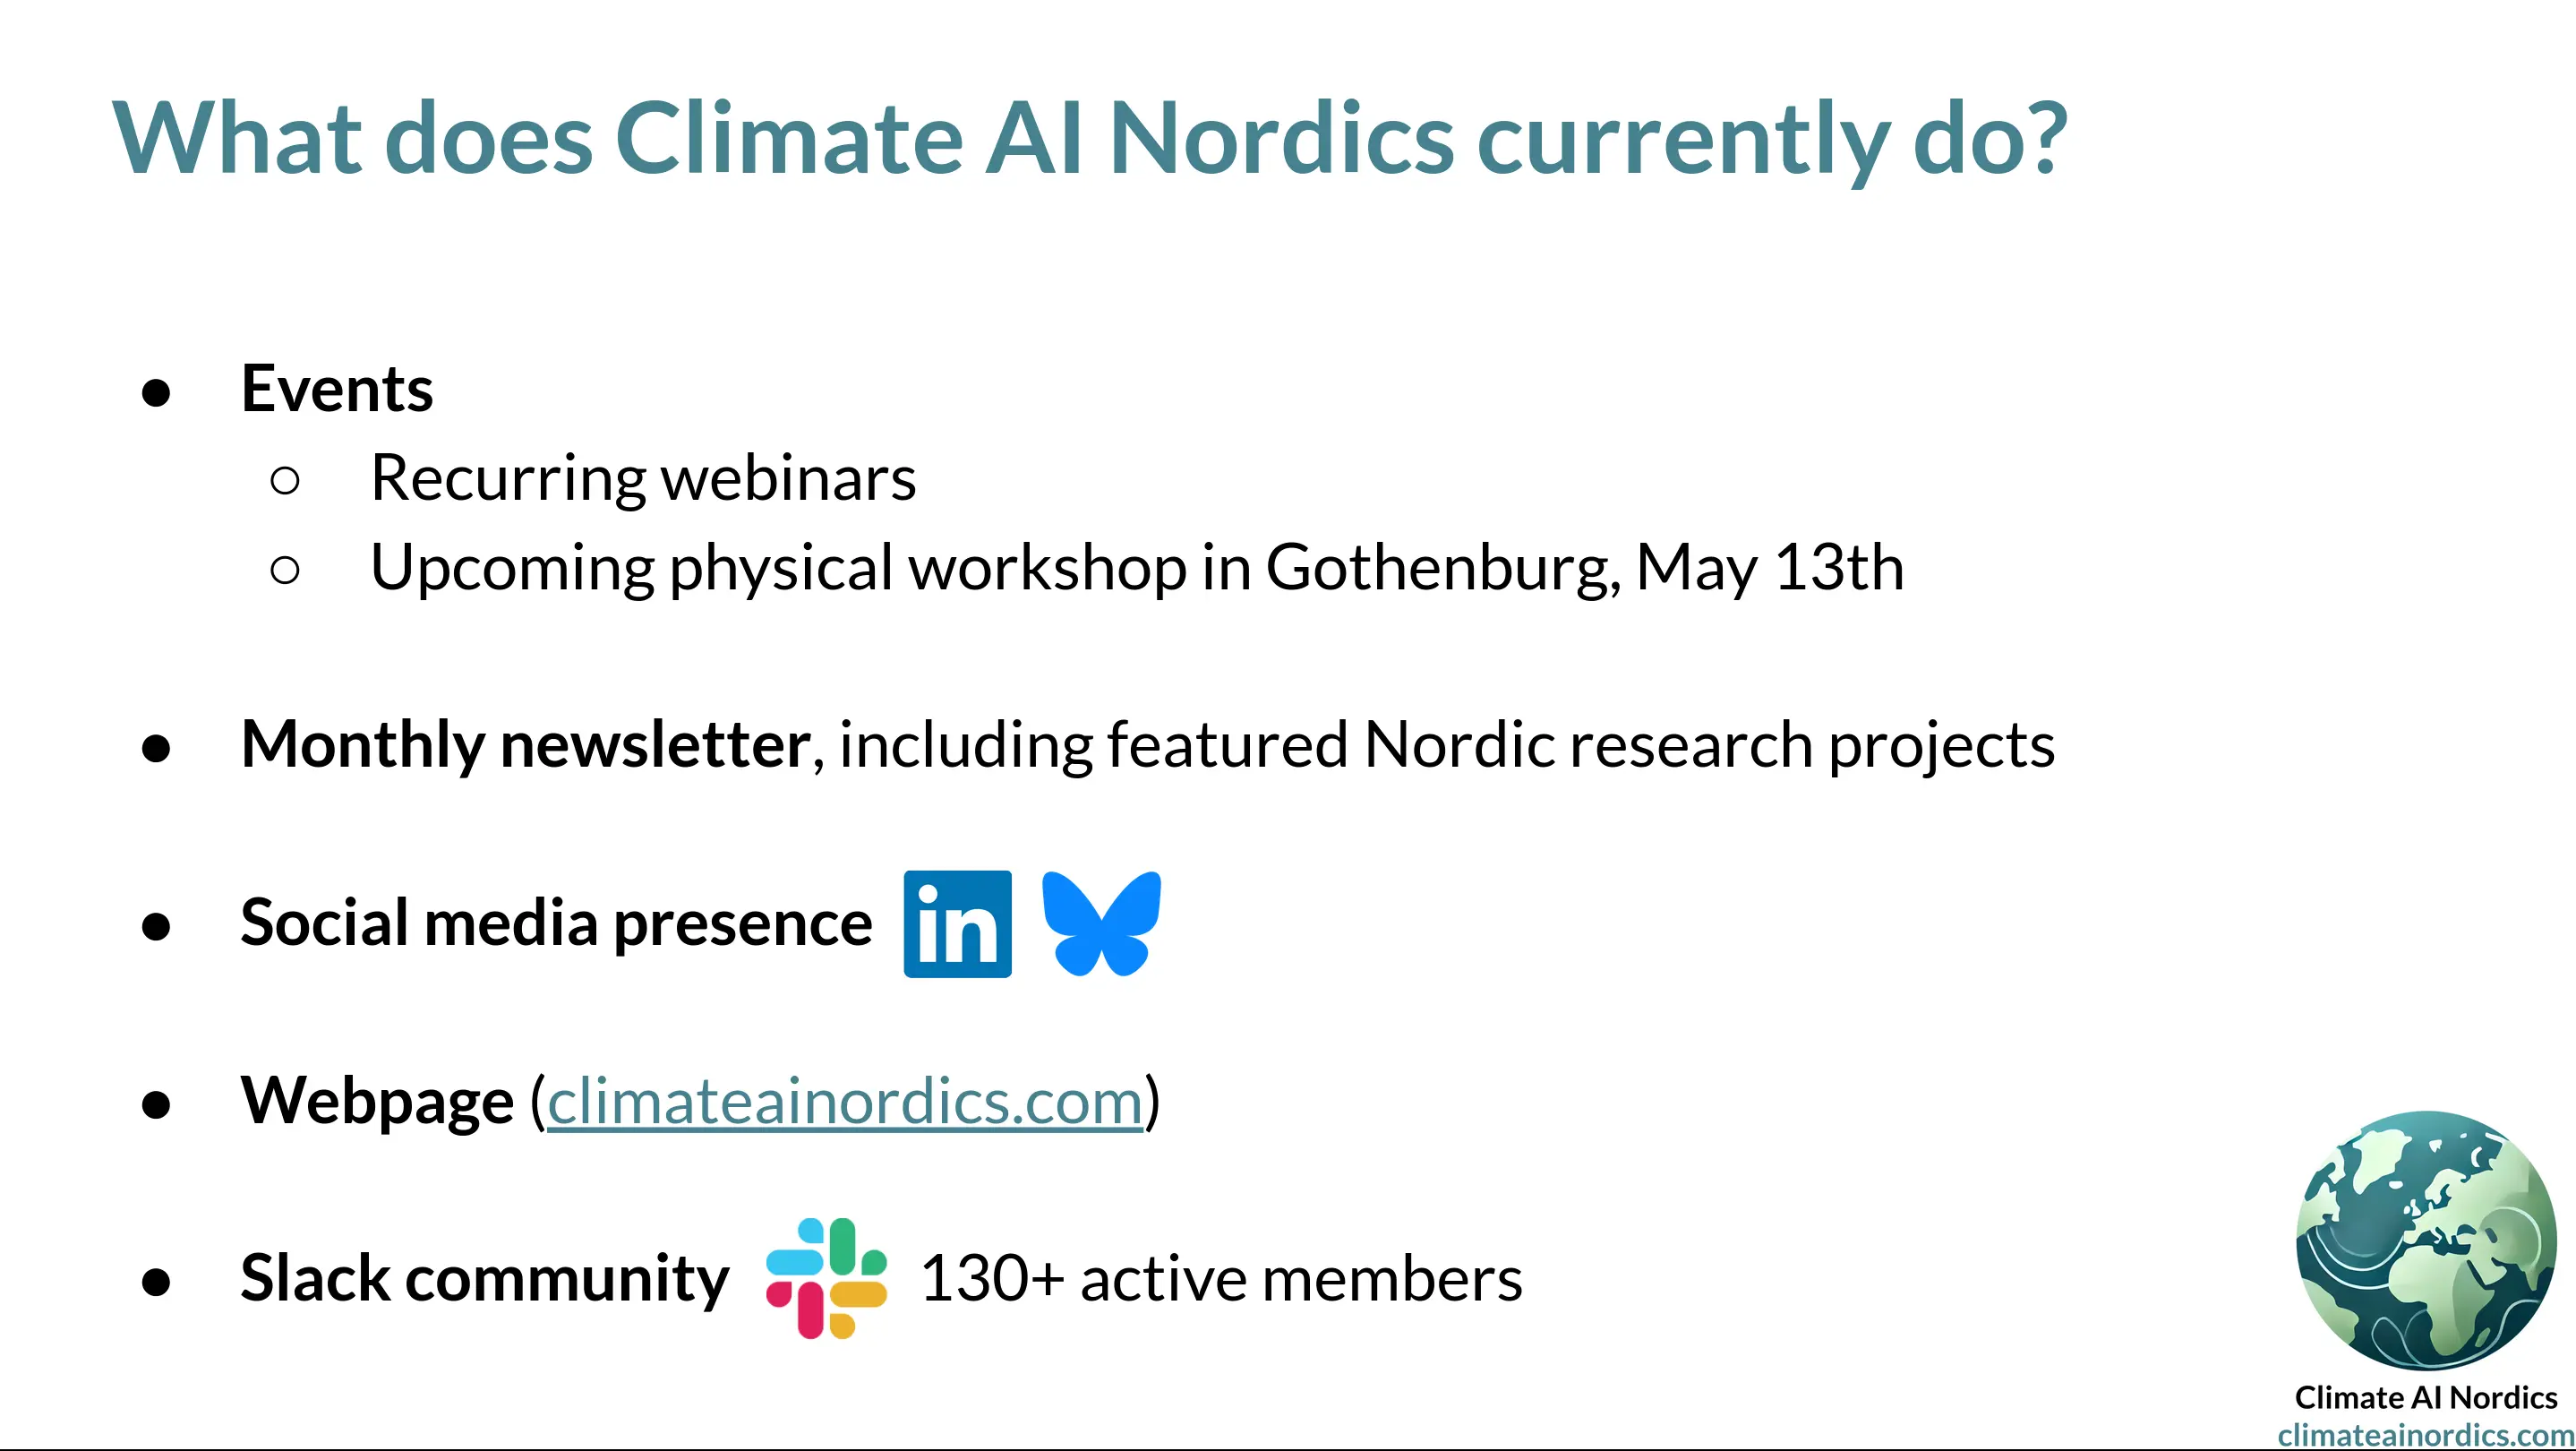 What does Climate AI Nordics currently do?
● Events
○ Recurring webinars
○ Upcoming physical workshop in Gothenburg, May 13th
● Monthly newsletter, including featured Nordic research projects
● Social media presence in
● Webpage (climateainordics.com)
● Slack community 130+ active members
Climate AI Nordics
climateainordics.com